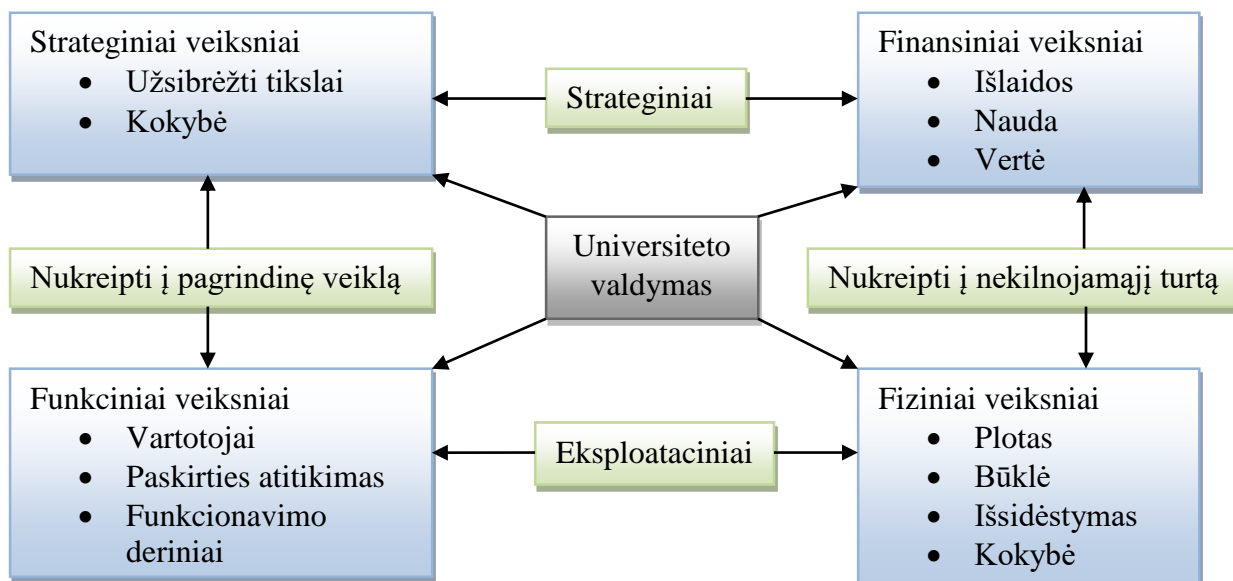 Strateginiai veiksniai
• Užsibrėžti tikslai
• Kokybė
Strateginiai
Finansiniai veiksniai
• Išlaidos
• Nauda
• Vertė
Nukreipti į pagrindinę veiklą
Universiteto
valdymas
Nukreipti į nekilnojamąjį turtą
Funkciniai veiksniai
• Vartotojai
• Paskirties atitikimas
• Funkcionavimo
deriniai
Eksploataciniai
Fiziniai veiksniai
• Plotas
• Būklė
• Išsidėstymas
• Kokybė